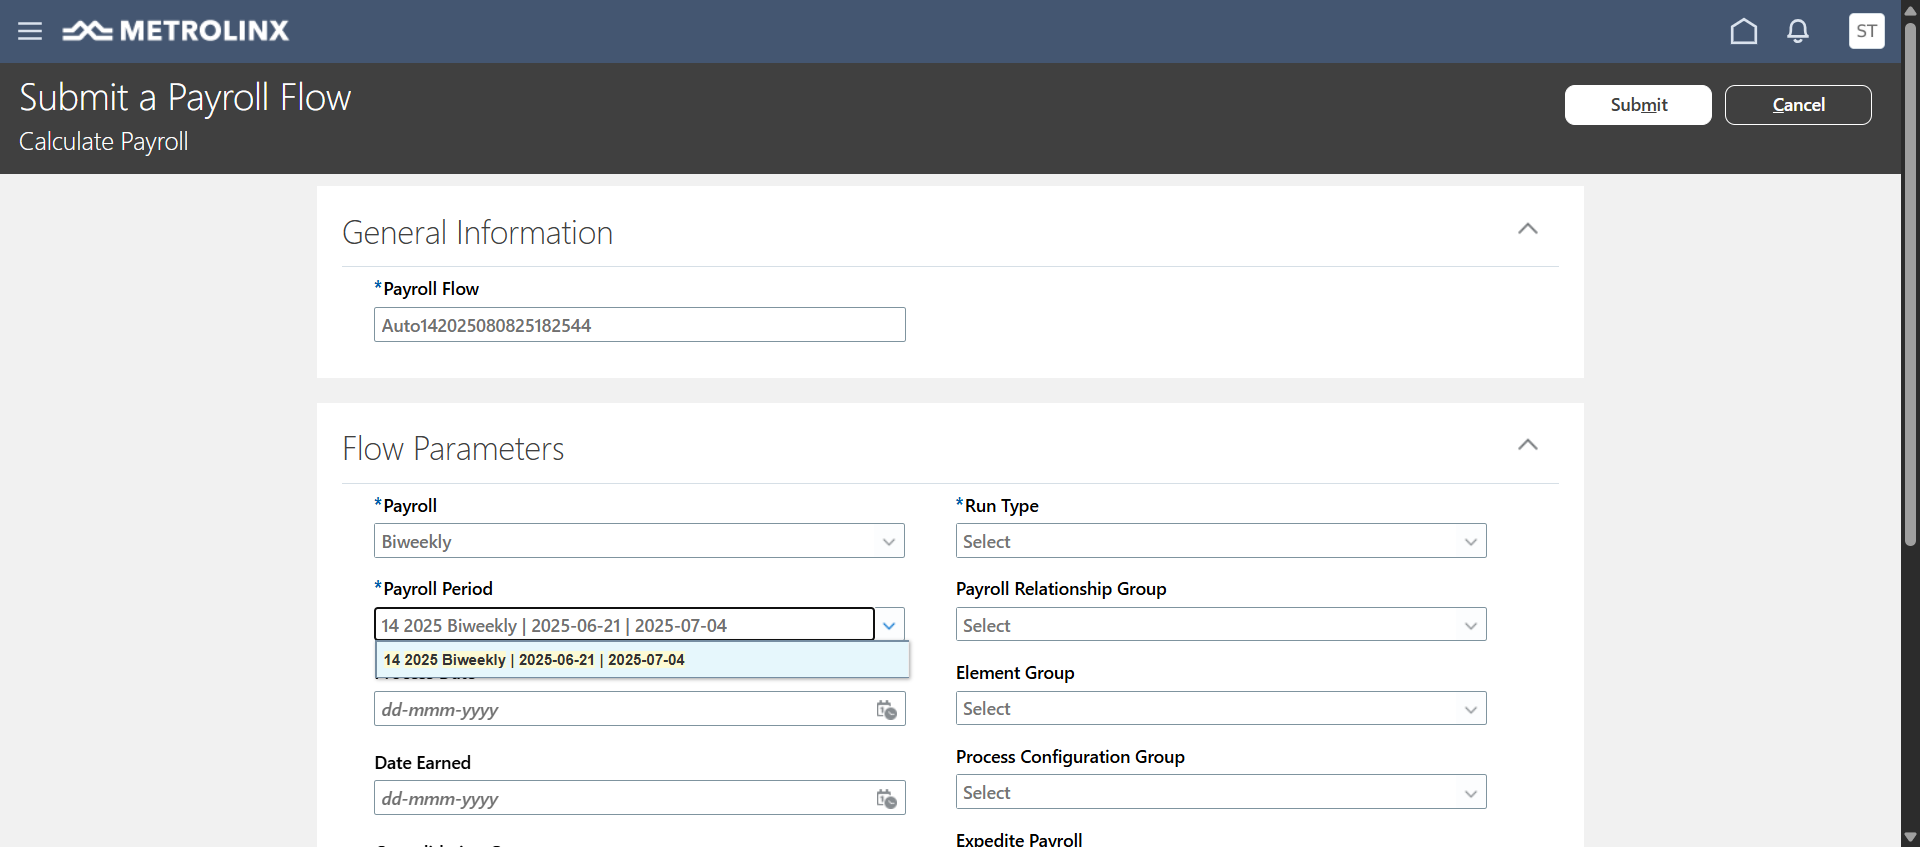 METROLINX
ST
Submit a Payroll Flow
Calculate Payroll
Submit
Cancel
General Information
*Payroll Flow
Auto142025080825182544
Flow Parameters
*Payroll
Biweekly
*Run Type
Select
*Payroll Period
14 2025 Biweekly | 2025-06-21 | 2025-07-04
14 2025 Biweekly | 2025-06-21 | 2025-07-04
Payroll Relationship Group
Select
dd-mmm-yyyy
Element Group
Select
Date Earned
dd-mmm-yyyy
Process Configuration Group
Select
Expedite Payroll